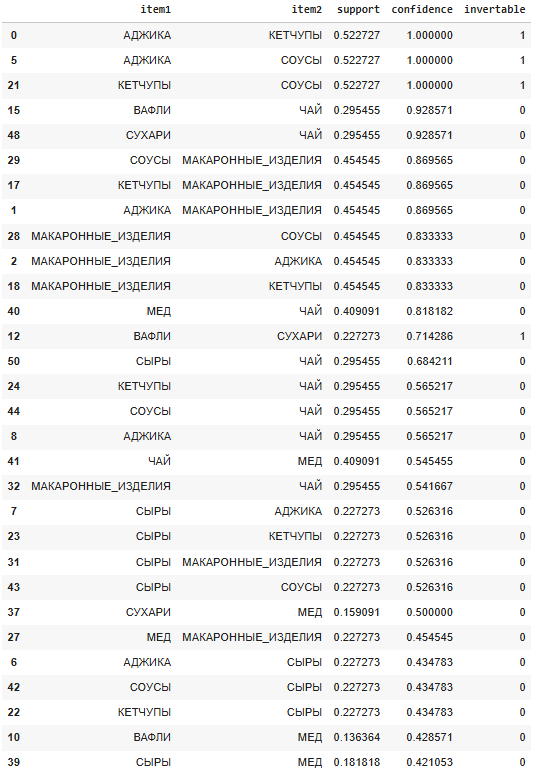 item1 item2 support confidence invertable
0 АДЖИКА КЕТЧУПЫ 0.522727 1.000000 1
5 АДЖИКА СОУСЫ 0.522727 1.000000 1
21 КЕТЧУПЫ СОУСЫ 0.522727 1.000000 1
15 ВАФЛИ ЧАЙ 0.295455 0.928571 0
48 СУХАРИ ЧАЙ 0.295455 0.928571 0
29 СОУСЫ МАКАРОННЫЕ_ИЗДЕЛИЯ 0.454545 0.869565 0
17 КЕТЧУПЫ МАКАРОННЫЕ_ИЗДЕЛИЯ 0.454545 0.869565 0
1 АДЖИКА МАКАРОННЫЕ_ИЗДЕЛИЯ 0.454545 0.869565 0
28 МАКАРОННЫЕ_ИЗДЕЛИЯ СОУСЫ 0.454545 0.833333 0
2 МАКАРОННЫЕ_ИЗДЕЛИЯ АДЖИКА 0.454545 0.833333 0
18 МАКАРОННЫЕ_ИЗДЕЛИЯ КЕТЧУПЫ 0.454545 0.833333 0
40 МЕД ЧАЙ 0.409091 0.818182 0
12 ВАФЛИ СУХАРИ 0.227273 0.714286 1
50 СЫРЫ ЧАЙ 0.295455 0.684211 0
24 КЕТЧУПЫ ЧАЙ 0.295455 0.565217 0
44 СОУСЫ ЧАЙ 0.295455 0.565217 0
8 АДЖИКА ЧАЙ 0.295455 0.565217 0
41 ЧАЙ МЕД 0.409091 0.545455 0
32 МАКАРОННЫЕ_ИЗДЕЛИЯ ЧАЙ 0.295455 0.541667 0
7 СЫРЫ АДЖИКА 0.227273 0.526316 0
23 СЫРЫ КЕТЧУПЫ 0.227273 0.526316 0
31 СЫРЫ МАКАРОННЫЕ_ИЗДЕЛИЯ 0.227273 0.526316 0
43 СЫРЫ СОУСЫ 0.227273 0.526316 0
37 СУХАРИ МЕД 0.159091 0.500000 0
27 МЕД МАКАРОННЫЕ_ИЗДЕЛИЯ 0.227273 0.454545 0
6 АДЖИКА СЫРЫ 0.227273 0.434783 0
42 СОУСЫ СЫРЫ 0.227273 0.434783 0
22 КЕТЧУПЫ СЫРЫ 0.227273 0.434783 0
10 ВАФЛИ МЕД 0.136364 0.428571 0
39 СЫРЫ МЕД 0.181818 0.421053 0